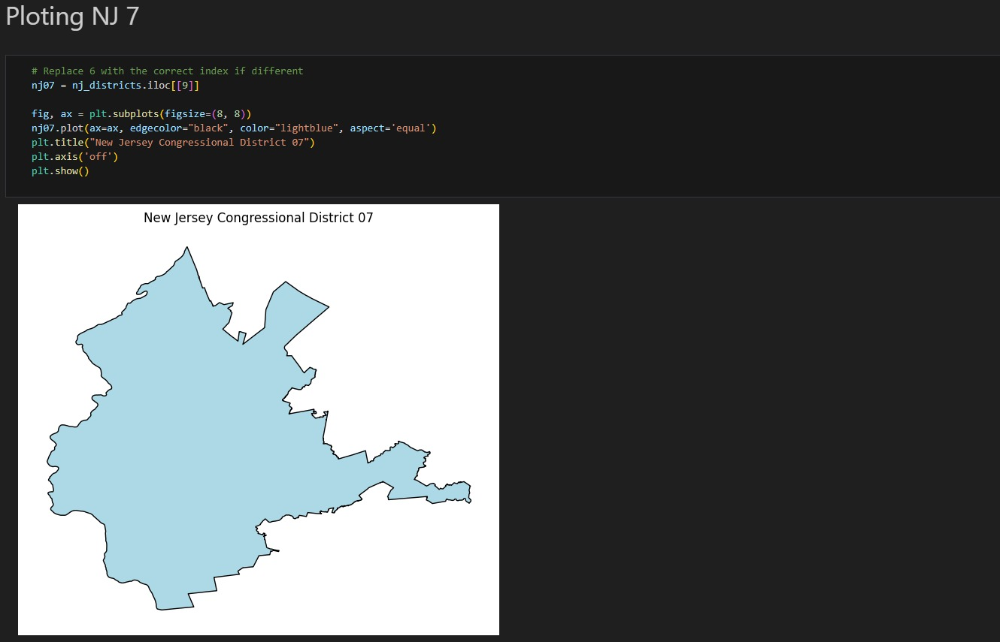 Ploting NJ 7
# Replace 6 with the correct index if different
nj07 = nj_districts.iloc[[9]]
fig, ax = plt.subplots(figsize=(8, 8))
nj07.plot(ax=ax, edgecolor="black", color="lightblue", aspect='equal')
plt.title("New Jersey Congressional District 07")
plt.axis('off')
plt.show()
New Jersey Congressional District 07